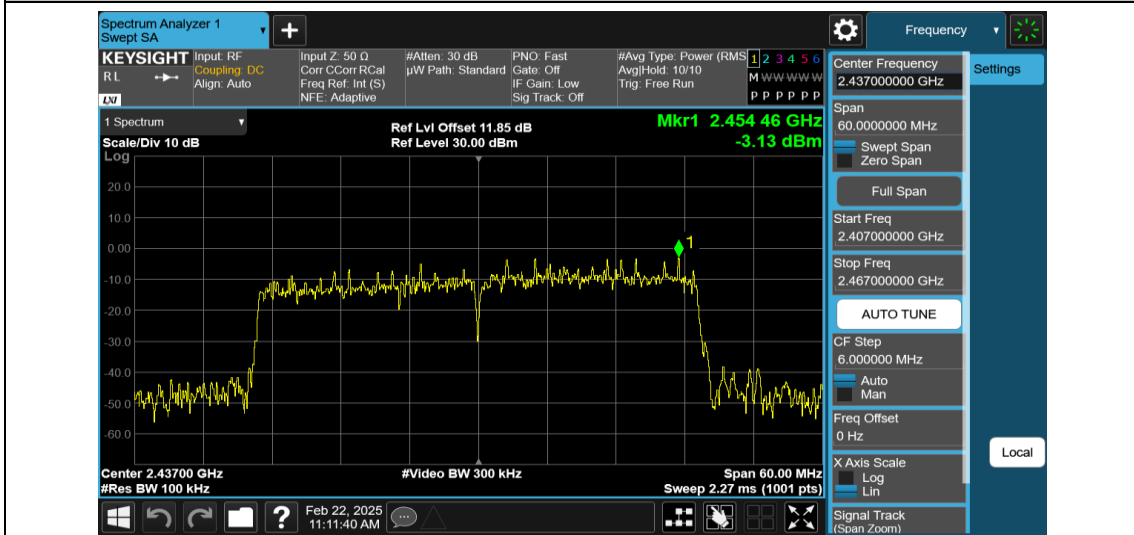 Spectrum Analyzer 1
Swept SA
+
Frequency
KEYSIGHT
RL
LXI
Input: RF
Coupling: DC
Align: Auto
Input Z: 50 Ω
Corr CCorr RCal
Freq Ref: Int (S)
NFE: Adaptive
#Atten: 30 dB
µW Path: Standard
PNO: Fast
Gate: Off
IF Gain: Low
Sig Track: Off
#Avg Type: Power (RMS
Avg|Hold: 10/10
Trig: Free Run
1 2 3 4 5 6
M W W W W W
P P P P P P
1 Spectrum
Scale/Div 10 dB
Log
Ref Lvl Offset 11.85 dB
Ref Level 30.00 dBm
Mkr1 2.454 46 GHz
-3.13 dBm
20.0
10.0
0.00
-10.0
-20.0
-30.0
-40.0
-50.0
-60.0
1
Center 2.43700 GHz
#Res BW 100 kHz
#Video BW 300 kHz
Span 60.00 MHz
Sweep 2.27 ms (1001 pts)
Center Frequency
2.437000000 GHz
Span
60.0000000 MHz
Swept Span
Zero Span
Full Span
Start Freq
2.407000000 GHz
Stop Freq
2.467000000 GHz
AUTO TUNE
CF Step
6.000000 MHz
Auto
Man
Freq Offset
0 Hz
X Axis Scale
Log
Lin
Signal Track
(Span Zoom)
Settings
Local
?
Feb 22, 2025
11:11:40 AM